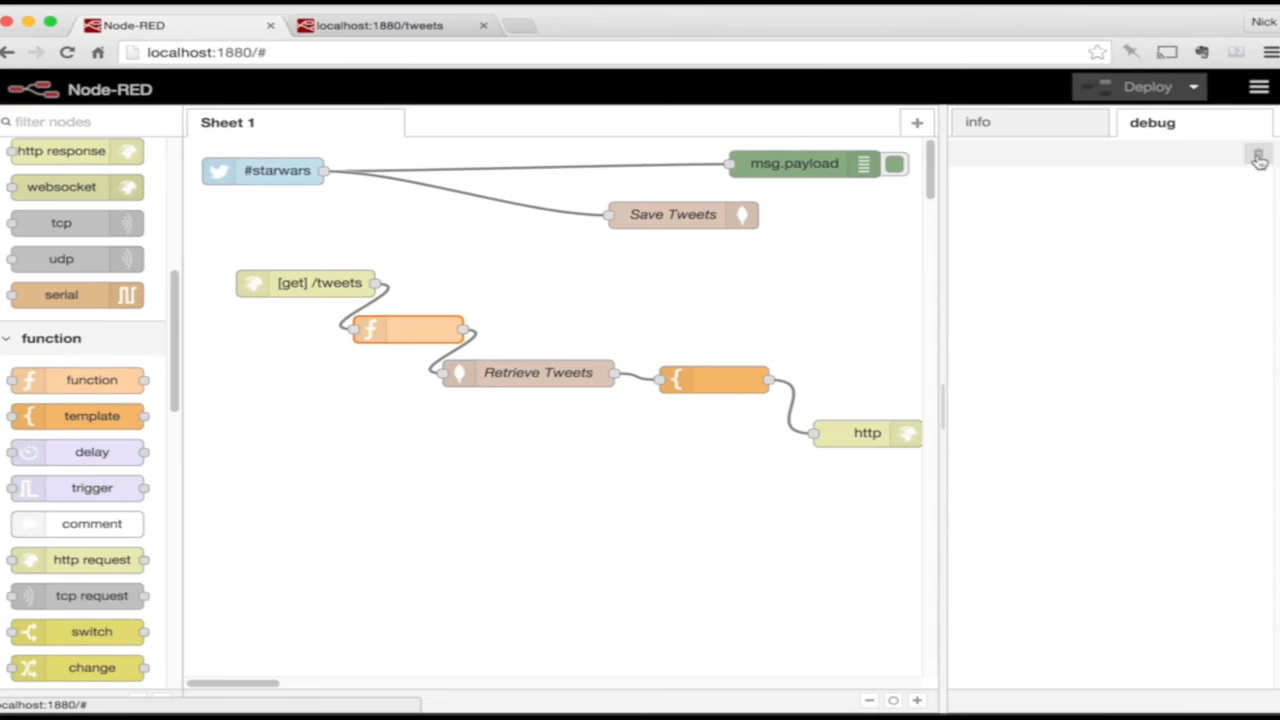 Node-RED
localhost:1880/tweets
Nick
localhost:1880/#
Node-RED
Deploy
filter nodes
Sheet 1
info
debug
http response
websocket
tcp
udp
serial
function
function
template
delay
trigger
comment
http request
tcp request
switch
change
#starwars
msg.payload
Save Tweets
[get] /tweets
Retrieve Tweets
http
ocalhost:1880/#